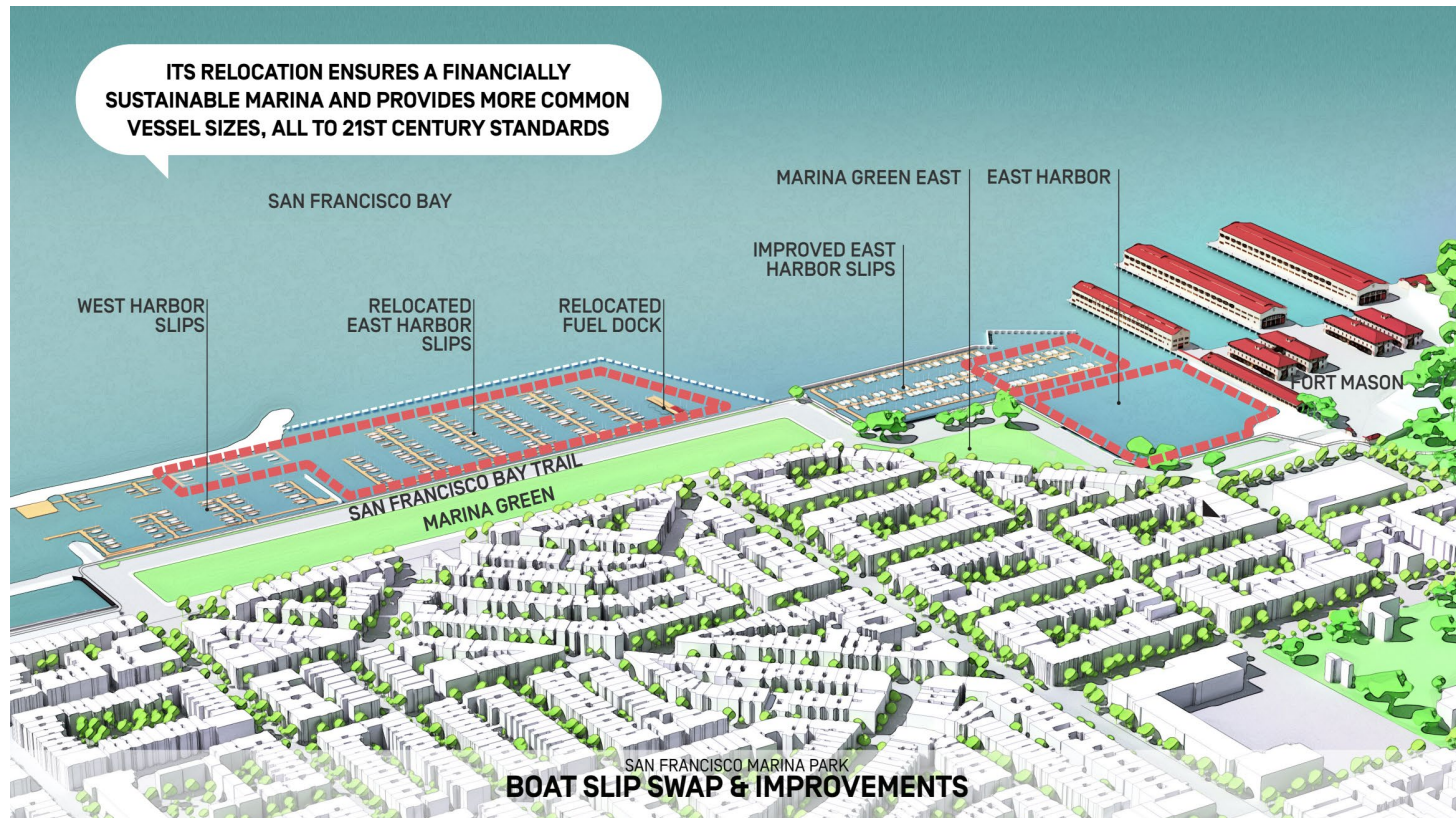 ITS RELOCATION ENSURES A FINANCIALLY
SUSTAINABLE MARINA AND PROVIDES MORE COMMON
VESSEL SIZES, ALL TO 21ST CENTURY STANDARDS
SAN FRANCISCO BAY
MARINA GREEN EAST
EAST HARBOR
IMPROVED EAST
HARBOR SLIPS
WEST HARBOR
SLIPS
RELOCATED
EAST HARBOR
SLIPS
RELOCATED
FUEL DOCK
FORT MASON
SAN FRANCISCO BAY TRAIL
MARINA GREEN
SAN FRANCISCO MARINA PARK
BOAT SLIP SWAP & IMPROVEMENTS